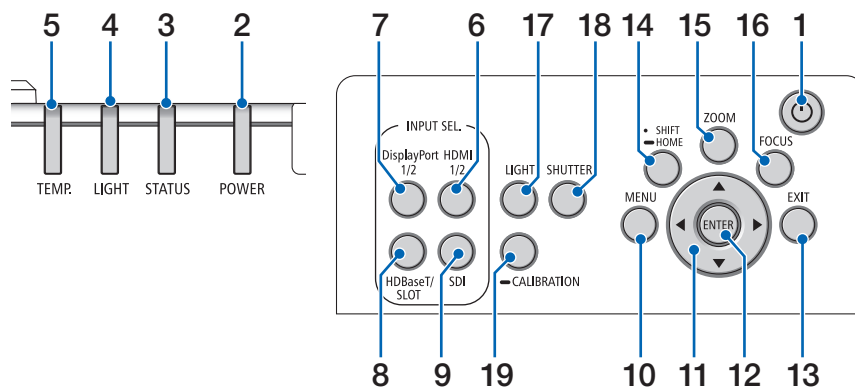 5 4 3 2
7 6 17 18 14 15 16 1
INPUT SEL.
DisplayPort
1/2
HDMI
1/2
LIGHT
SHUTTER
• SHIFT
━ HOME
ZOOM
FOCUS
TEMP. LIGHT STATUS POWER
MENU
ENTER
EXIT
HDBaseT/
SLOT
SDI
━ CALIBRATION
8 9 19 10 11 12 13